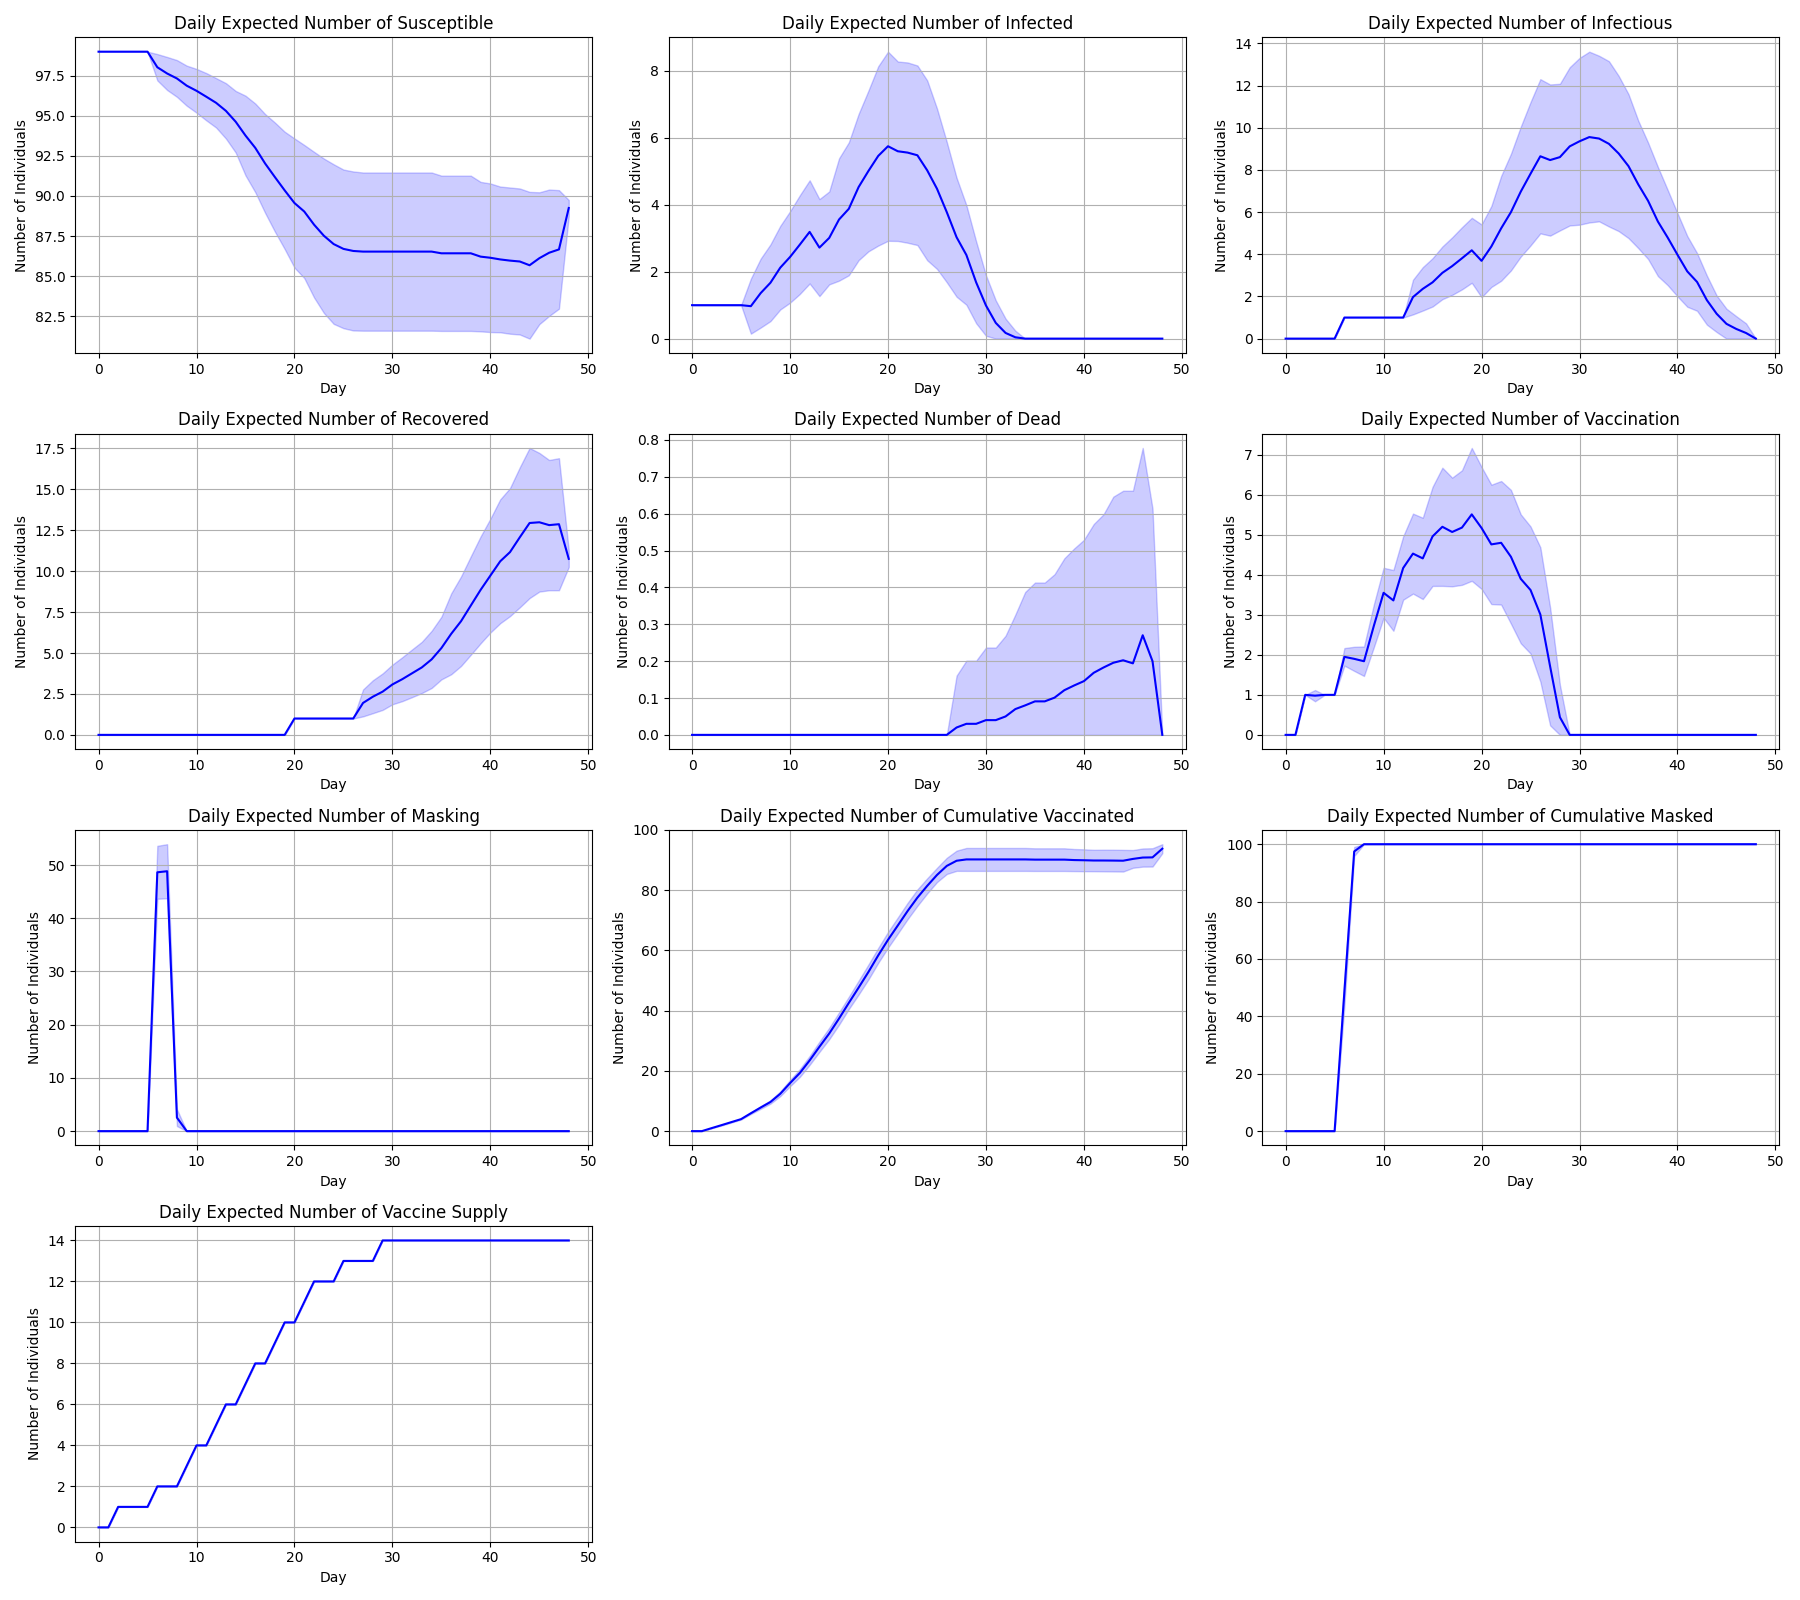 Daily Expected Number of Susceptible
Number of Individuals
97.5
95.0
92.5
90.0
87.5
85.0
82.5
0 10 20 30 40 50
Day
Daily Expected Number of Infected
Number of Individuals
8
6
4
2
0
0 10 20 30 40 50
Day
Daily Expected Number of Infectious
Number of Individuals
14
12
10
8
6
4
2
0
0 10 20 30 40 50
Day
Daily Expected Number of Recovered
Number of Individuals
17.5
15.0
12.5
10.0
7.5
5.0
2.5
0.0
0 10 20 30 40 50
Day
Daily Expected Number of Dead
Number of Individuals
0.8
0.7
0.6
0.5
0.4
0.3
0.2
0.1
0.0
0 10 20 30 40 50
Day
Daily Expected Number of Vaccination
Number of Individuals
7
6
5
4
3
2
1
0
0 10 20 30 40 50
Day
Daily Expected Number of Masking
Number of Individuals
50
40
30
20
10
0
0 10 20 30 40 50
Day
Daily Expected Number of Cumulative Vaccinated
Number of Individuals
100
80
60
40
20
0
0 10 20 30 40 50
Day
Daily Expected Number of Cumulative Masked
Number of Individuals
100
80
60
40
20
0
0 10 20 30 40 50
Day
Daily Expected Number of Vaccine Supply
Number of Individuals
14
12
10
8
6
4
2
0
0 10 20 30 40 50
Day